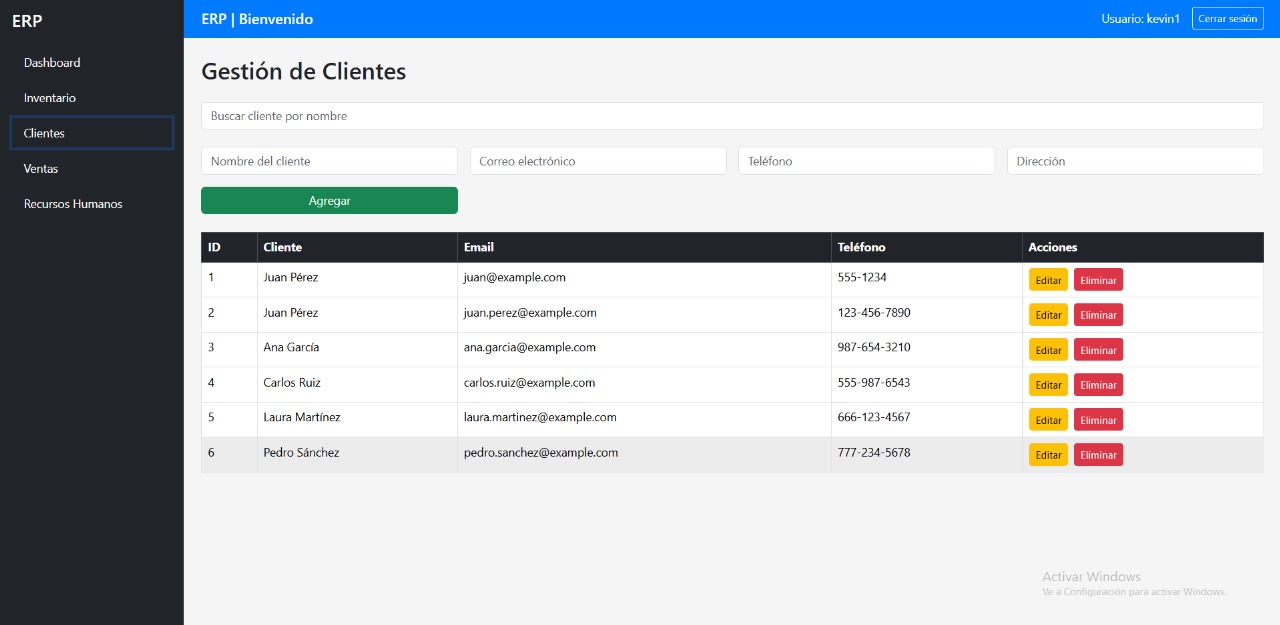 ERP
ERP | Bienvenido
Usuario: kevin1
Cerrar sesión
Dashboard
Inventario
Clientes
Ventas
Recursos Humanos
Gestión de Clientes
Buscar cliente por nombre
Nombre del cliente
Correo electrónico
Teléfono
Dirección
Agregar
ID Cliente Email Teléfono Acciones
1 Juan Pérez juan@example.com 555-1234 Editar Eliminar
2 Juan Pérez juan.perez@example.com 123-456-7890 Editar Eliminar
3 Ana García ana.garcia@example.com 987-654-3210 Editar Eliminar
4 Carlos Ruiz carlos.ruiz@example.com 555-987-6543 Editar Eliminar
5 Laura Martínez laura.martinez@example.com 666-123-4567 Editar Eliminar
6 Pedro Sánchez pedro.sanchez@example.com 777-234-5678 Editar Eliminar
Activar Windows
Ve a Configuración para activar Windows.